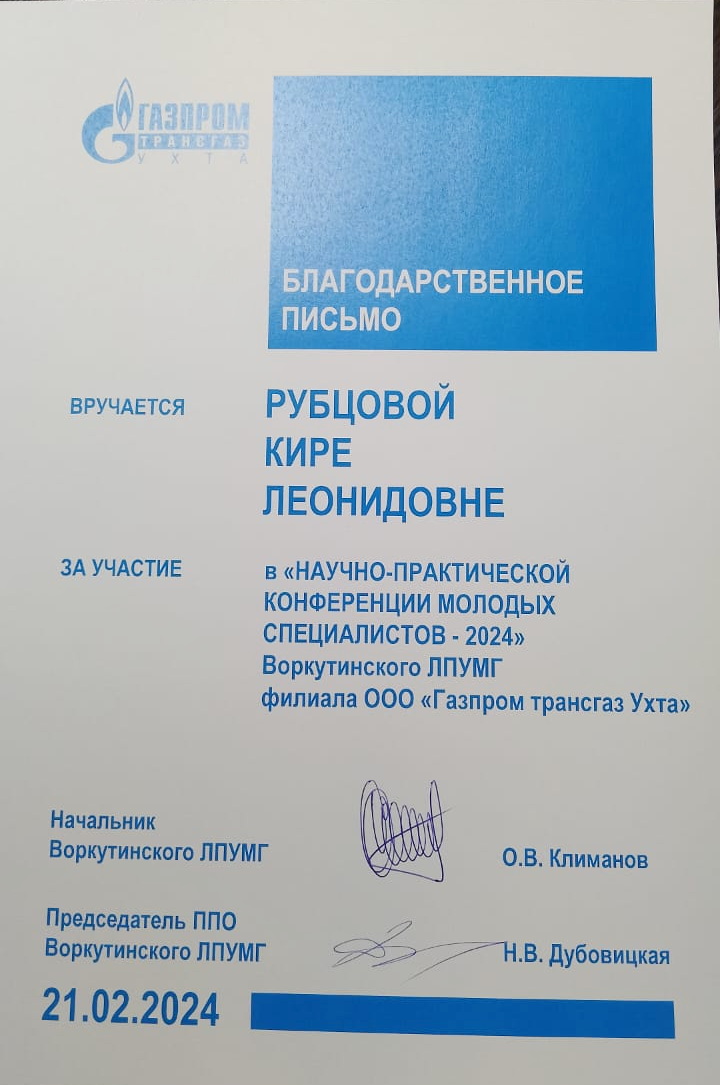 ГАЗПРОМ
ТРАНСГАЗ
УХТА
БЛАГОДАРСТВЕННОЕ
ПИСЬМО
ВРУЧАЕТСЯ
РУБЦОВОЙ
КИРЕ
ЛЕОНИДОВНЕ
ЗА УЧАСТИЕ
в «НАУЧНО-ПРАКТИЧЕСКОЙ
КОНФЕРЕНЦИИ МОЛОДЫХ
СПЕЦИАЛИСТОВ - 2024»
Воркутинского ЛПУМГ
филиала ООО «Газпром трансгаз Ухта»
Начальник
Воркутинского ЛПУМГ
О.В. Климанов
Председатель ППО
Воркутинского ЛПУМГ
Н.В. Дубовицкая
21.02.2024